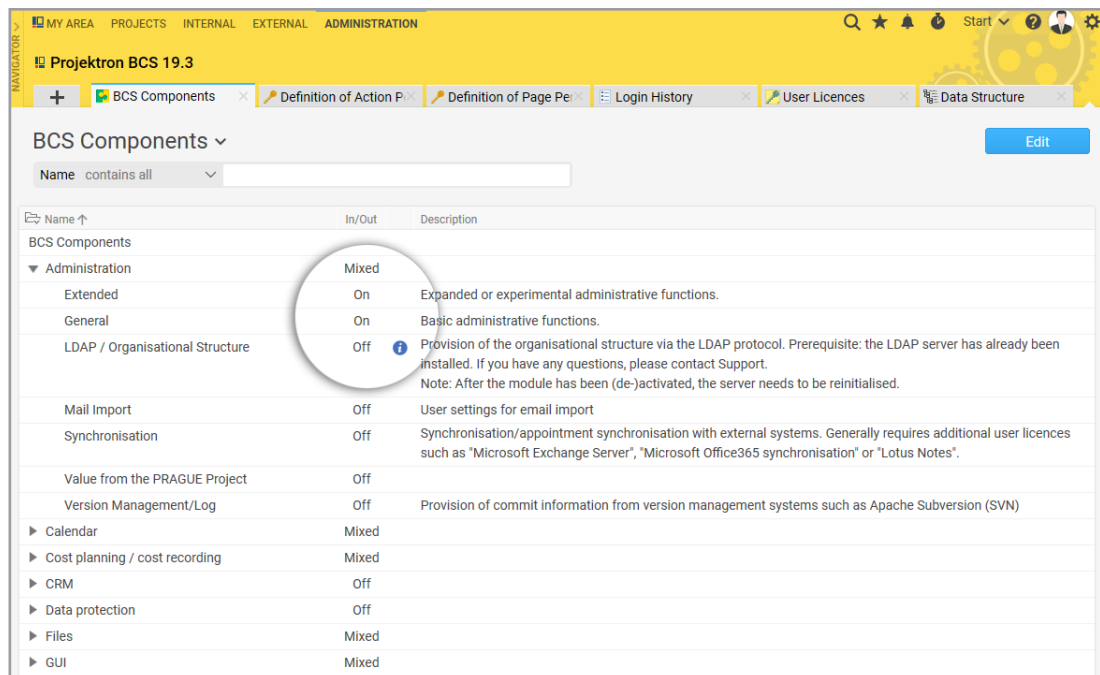 MY AREA PROJECTS INTERNAL EXTERNAL ADMINISTRATION Start
NAVIGATOR
Projektron BCS 19.3
BCS Components Definition of Action P Definition of Page Per Login History User Licences Data Structure
BCS Components
Edit
Name contains all
Name In/Out Description
BCS Components
Administration Mixed
Extended On Expanded or experimental administrative functions.
General On Basic administrative functions.
LDAP / Organisational Structure Off Provision of the organisational structure via the LDAP protocol. Prerequisite: the LDAP server has already been
installed. If you have any questions, please contact Support.
Note: After the module has been (de-)activated, the server needs to be reinitialised.
Mail Import Off User settings for email import
Synchronisation Off Synchronisation/appointment synchronisation with external systems. Generally requires additional user licences
such as "Microsoft Exchange Server", "Microsoft Office365 synchronisation" or "Lotus Notes".
Value from the PRAGUE Project Off
Version Management/Log Off Provision of commit information from version management systems such as Apache Subversion (SVN)
Calendar Mixed
Cost planning / cost recording Mixed
CRM Off
Data protection Off
Files Mixed
GUI Mixed